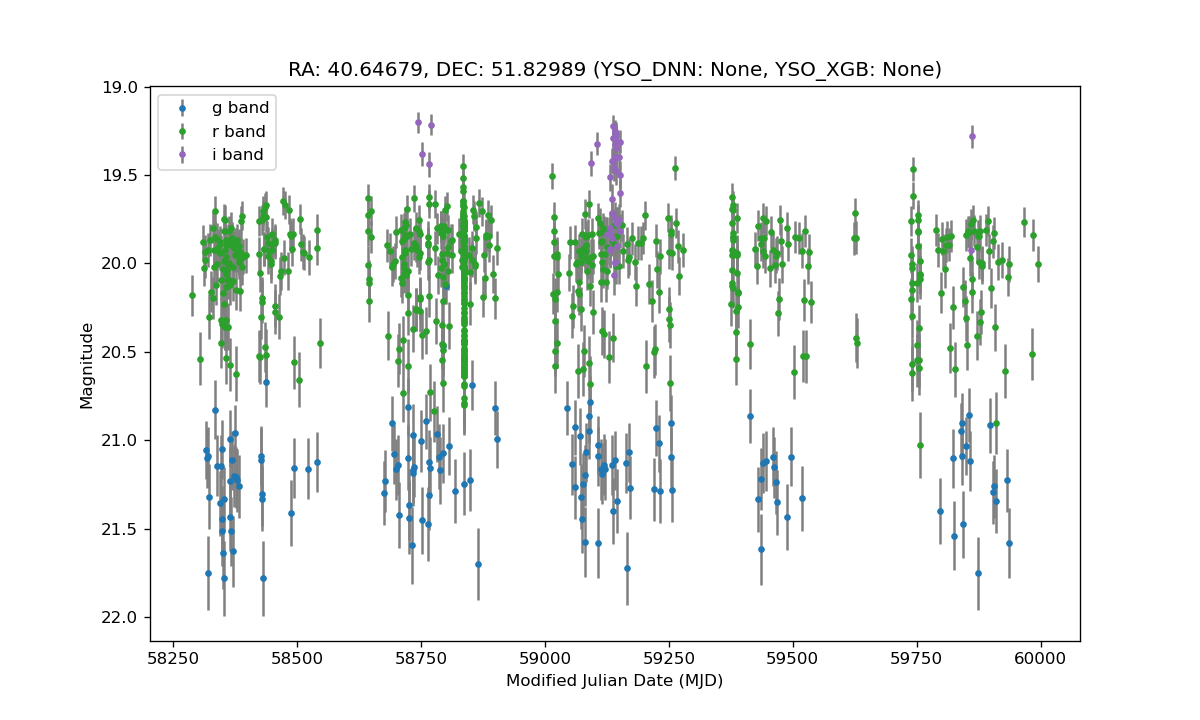 RA: 40.64679, DEC: 51.82989 (YSO_DNN: None, YSO_XGB: None)
g band
r band
i band
19.0
19.5
20.0
20.5
21.0
21.5
22.0
Magnitude
58250 58500 58750 59000 59250 59500 59750 60000
Modified Julian Date (MJD)